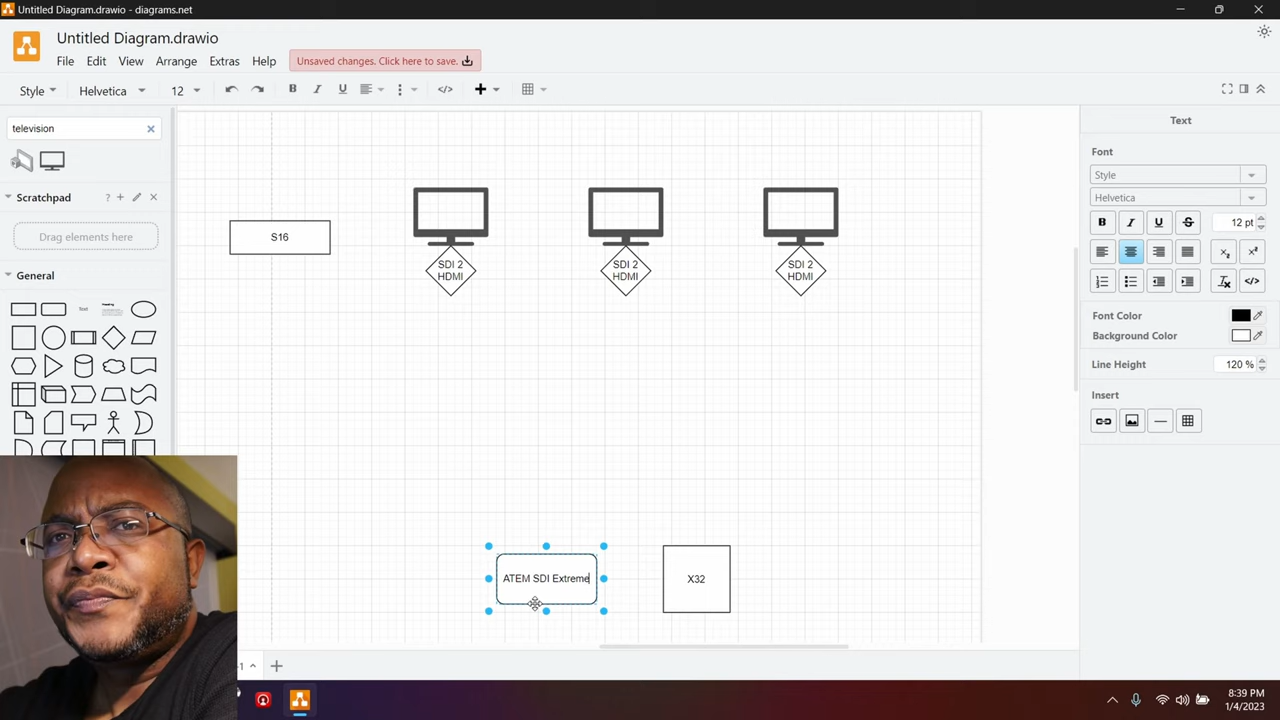 Untitled Diagram.drawio - diagrams.net
Untitled Diagram.drawio
File Edit View Arrange Extras Help
Unsaved changes. Click here to save.
Style Helvetica 12 B I U </>
television
Scratchpad ? +
Drag elements here
General
Text
Heading
S16
SDI 2
HDMI
SDI 2
HDMI
SDI 2
HDMI
ATEM SDI Extreme
X32
Text
Font
Style
Helvetica
B I U S 12 pt
</>
Font Color
Background Color
Line Height 120 %
Insert
-1
8:39 PM
1/4/2023